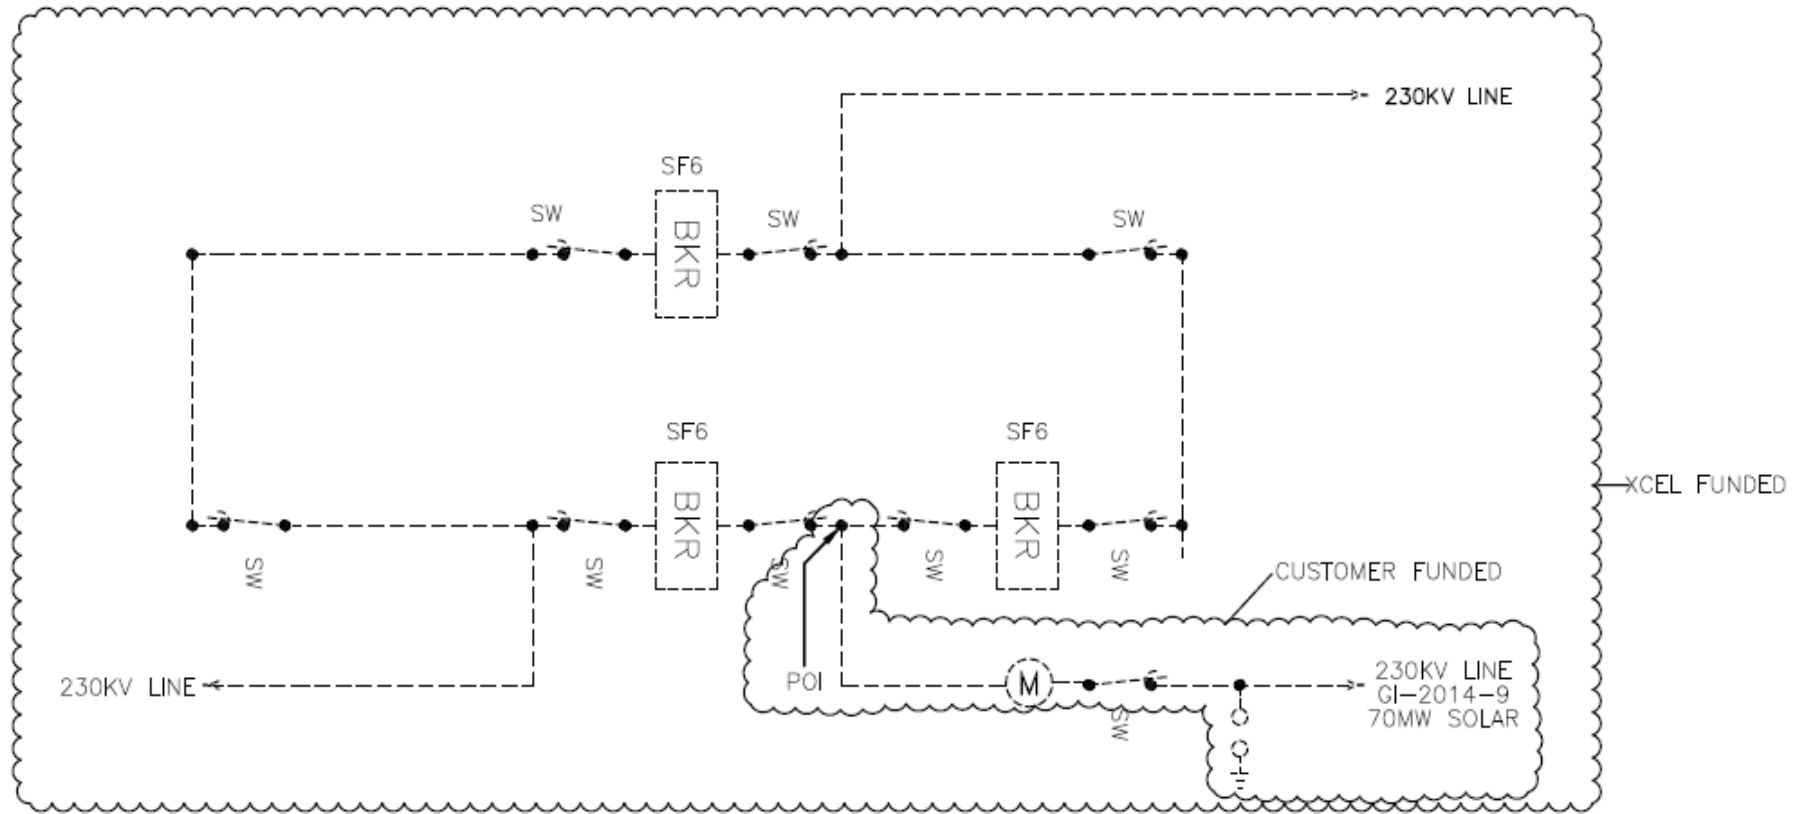 230KV LINE
SF6
SW
SW
SW
BKR
SF6
SF6
BKR
BKR
XCEL FUNDED
SW
SW
SW
SW
SW
CUSTOMER FUNDED
230KV LINE
POI
M
230KV LINE
GI-2014-9
70MW SOLAR
SW